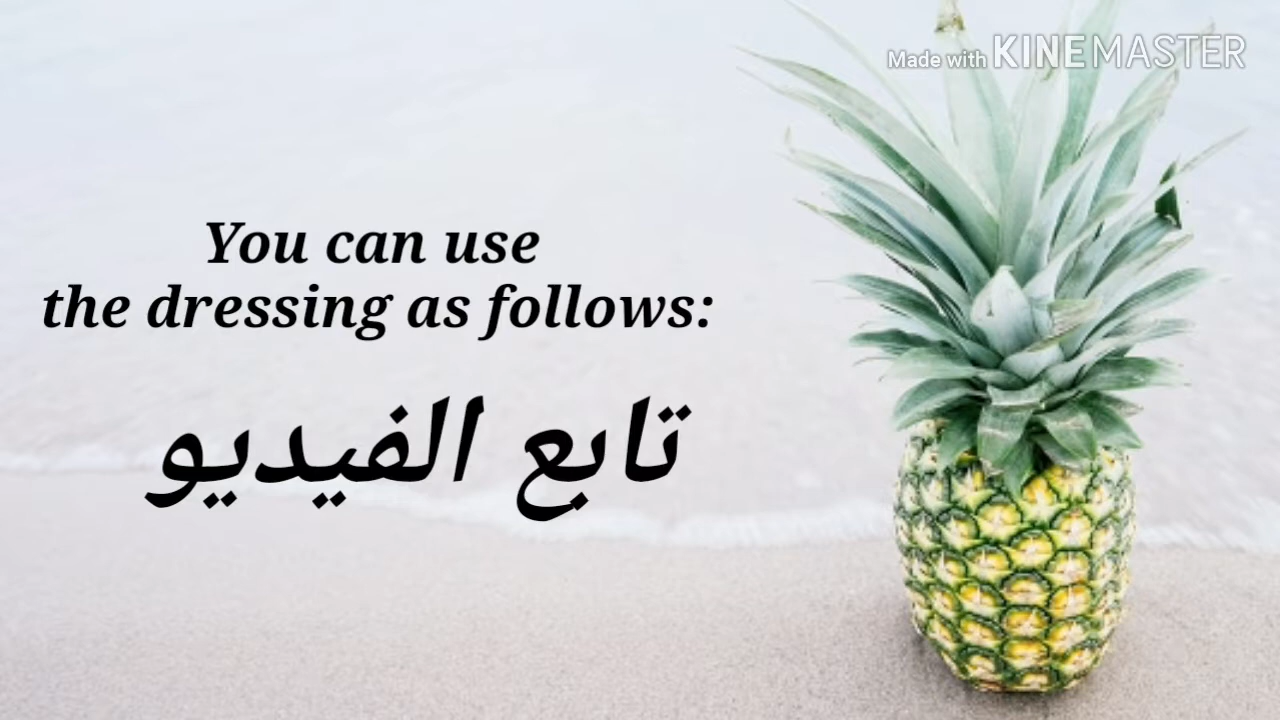 Made with KINEMASTER
You can use
the dressing as follows:
تابع الفيديو